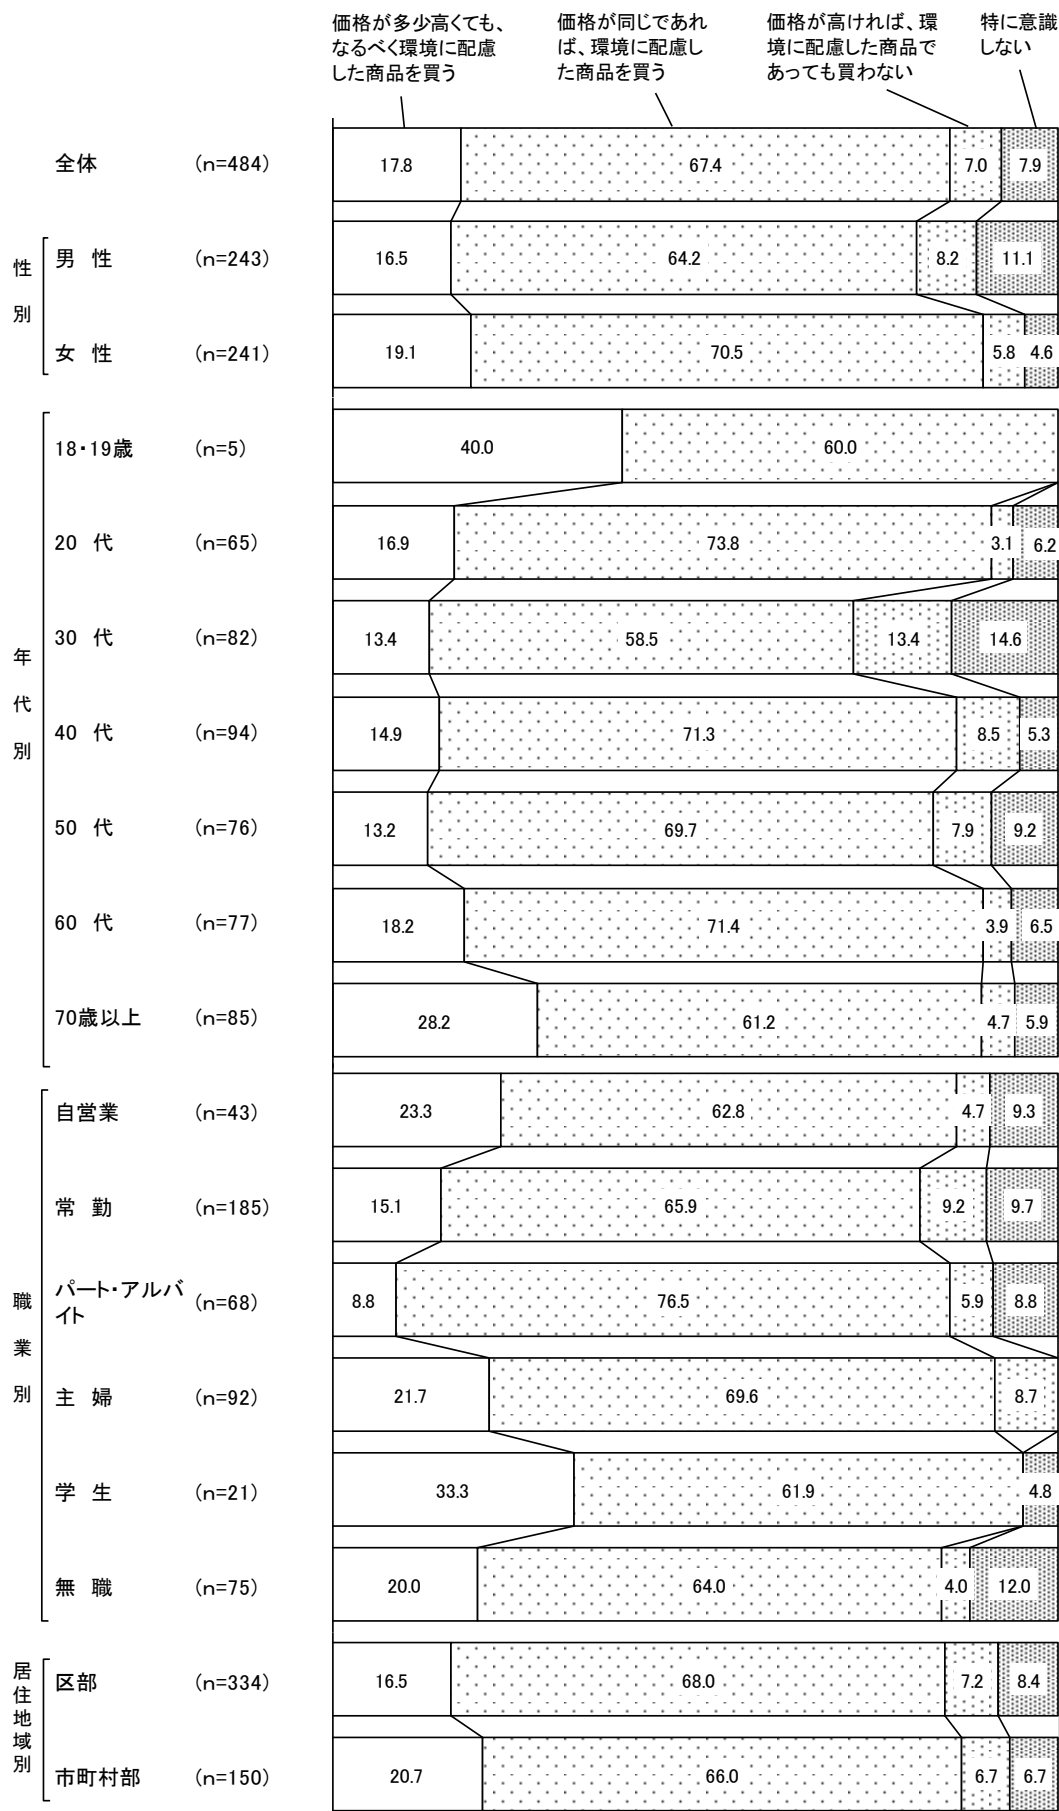 価格が多少高くても、
なるべく環境に配慮
した商品を買う
価格が同じであれ
ば、環境に配慮し
た商品を買う
価格が高ければ、環
境に配慮した商品で
あっても買わない
特に意識
しない
全体 (n=484) 17.8 67.4 7.0 7.9
性別
男 性 (n=243) 16.5 64.2 8.2 11.1
女 性 (n=241) 19.1 70.5 5.8 4.6
年代別
18・19歳 (n=5) 40.0 60.0
20 代 (n=65) 16.9 73.8 3.1 6.2
30 代 (n=82) 13.4 58.5 13.4 14.6
40 代 (n=94) 14.9 71.3 8.5 5.3
50 代 (n=76) 13.2 69.7 7.9 9.2
60 代 (n=77) 18.2 71.4 3.9 6.5
70歳以上 (n=85) 28.2 61.2 4.7 5.9
職業別
自営業 (n=43) 23.3 62.8 4.7 9.3
常 勤 (n=185) 15.1 65.9 9.2 9.7
パート・アルバ
イト (n=68) 8.8 76.5 5.9 8.8
主 婦 (n=92) 21.7 69.6 8.7
学 生 (n=21) 33.3 61.9 4.8
無 職 (n=75) 20.0 64.0 4.0 12.0
居住地域別
区部 (n=334) 16.5 68.0 7.2 8.4
市町村部 (n=150) 20.7 66.0 6.7 6.7